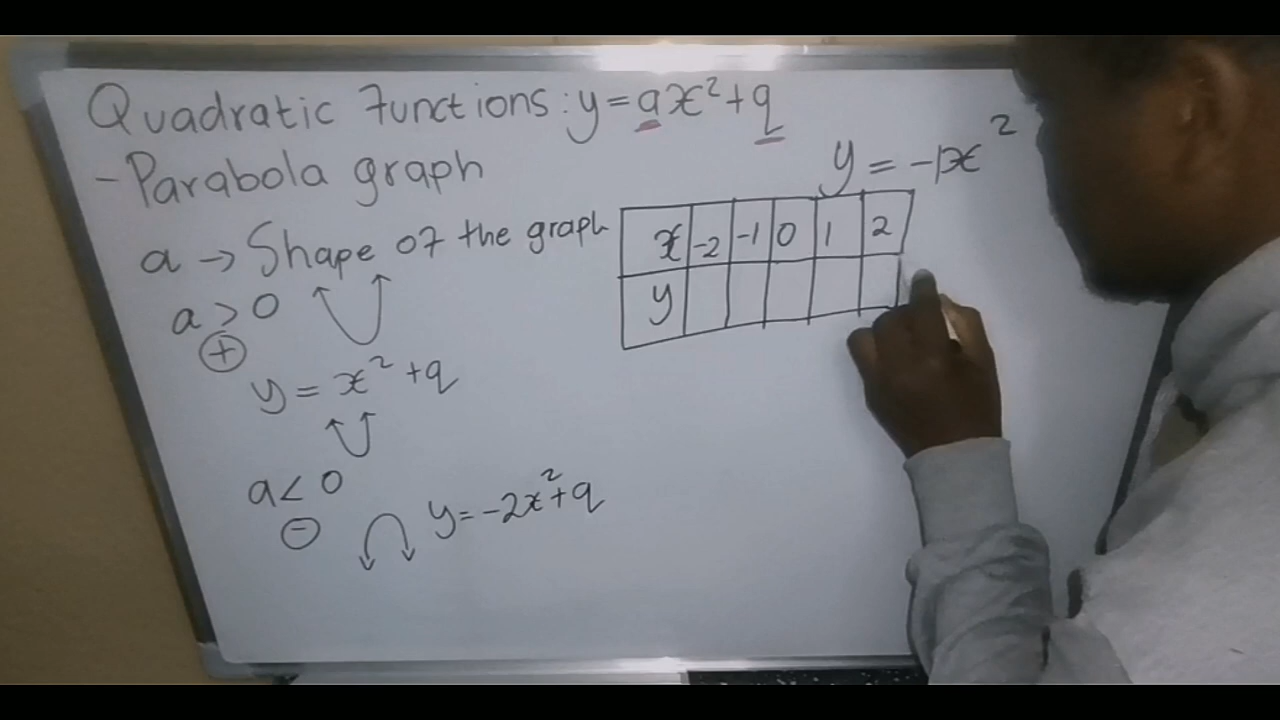 Quadratic Functions: y = ax² + q
- Parabola graph
a → Shape of the graph
a > 0
+
y = x² + q
a < 0
-
y = -2x² + q
y = -1x²
x -2 -1 0 1 2
y